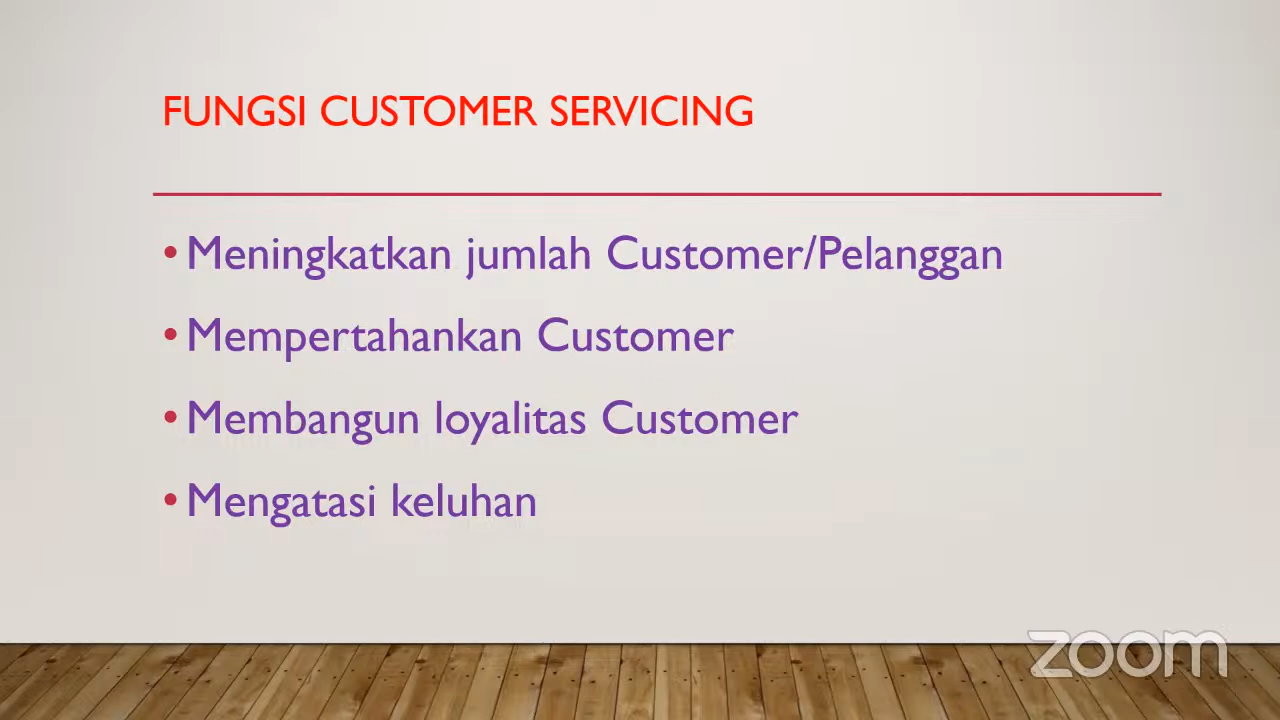 FUNGSI CUSTOMER SERVICING
• Meningkatkan jumlah Customer/Pelanggan
• Mempertahankan Customer
• Membangun loyalitas Customer
• Mengatasi keluhan
zoom